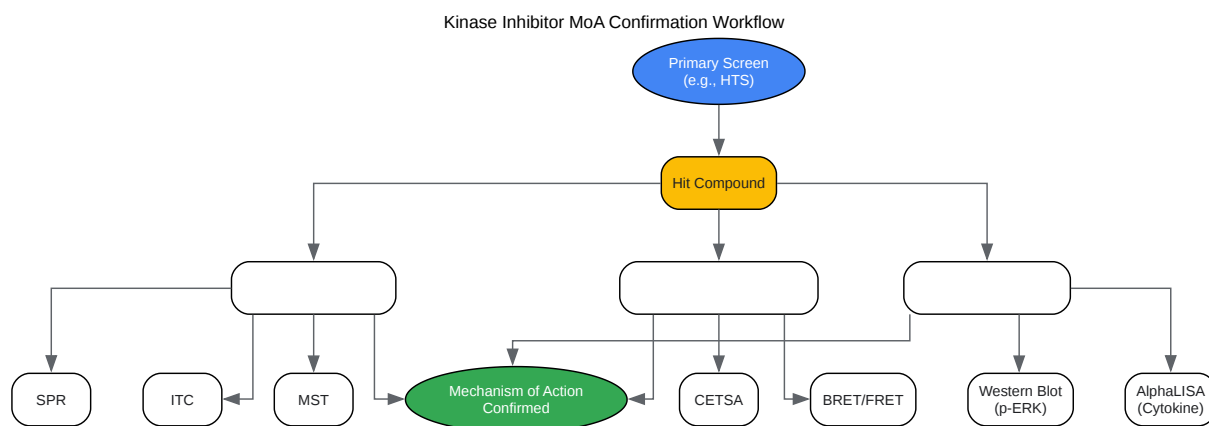 Kinase Inhibitor MoA Confirmation Workflow
Primary Screen
(e.g., HTS)
Hit Compound
SPR
ITC
MST
Mechanism of Action
Confirmed
CETSA
BRET/FRET
Western Blot
(p-ERK)
AlphaLISA
(Cytokine)